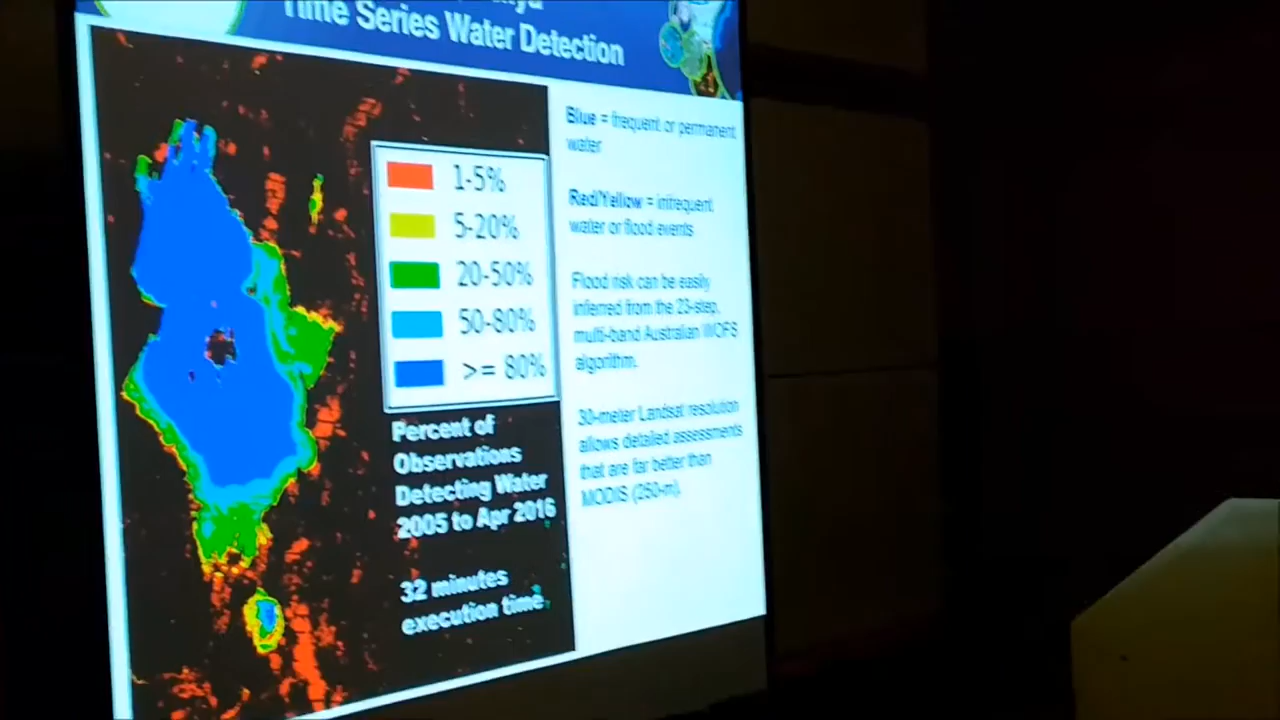 Time Series Water Detection
1-5%
5-20%
20-50%
50-80%
>= 80%
Percent of
Observations
Detecting Water
2005 to Apr 2016
32 minutes
execution time
Blue = frequent or permanent
water
Red/Yellow = infrequent
water or flood events
Flood risk can be easily
inferred from the 23-step,
multi-band Australian WOFS
algorithm.
30-meter Landsat resolution
allows detailed assessments
that are far better than
MODIS (250-m).